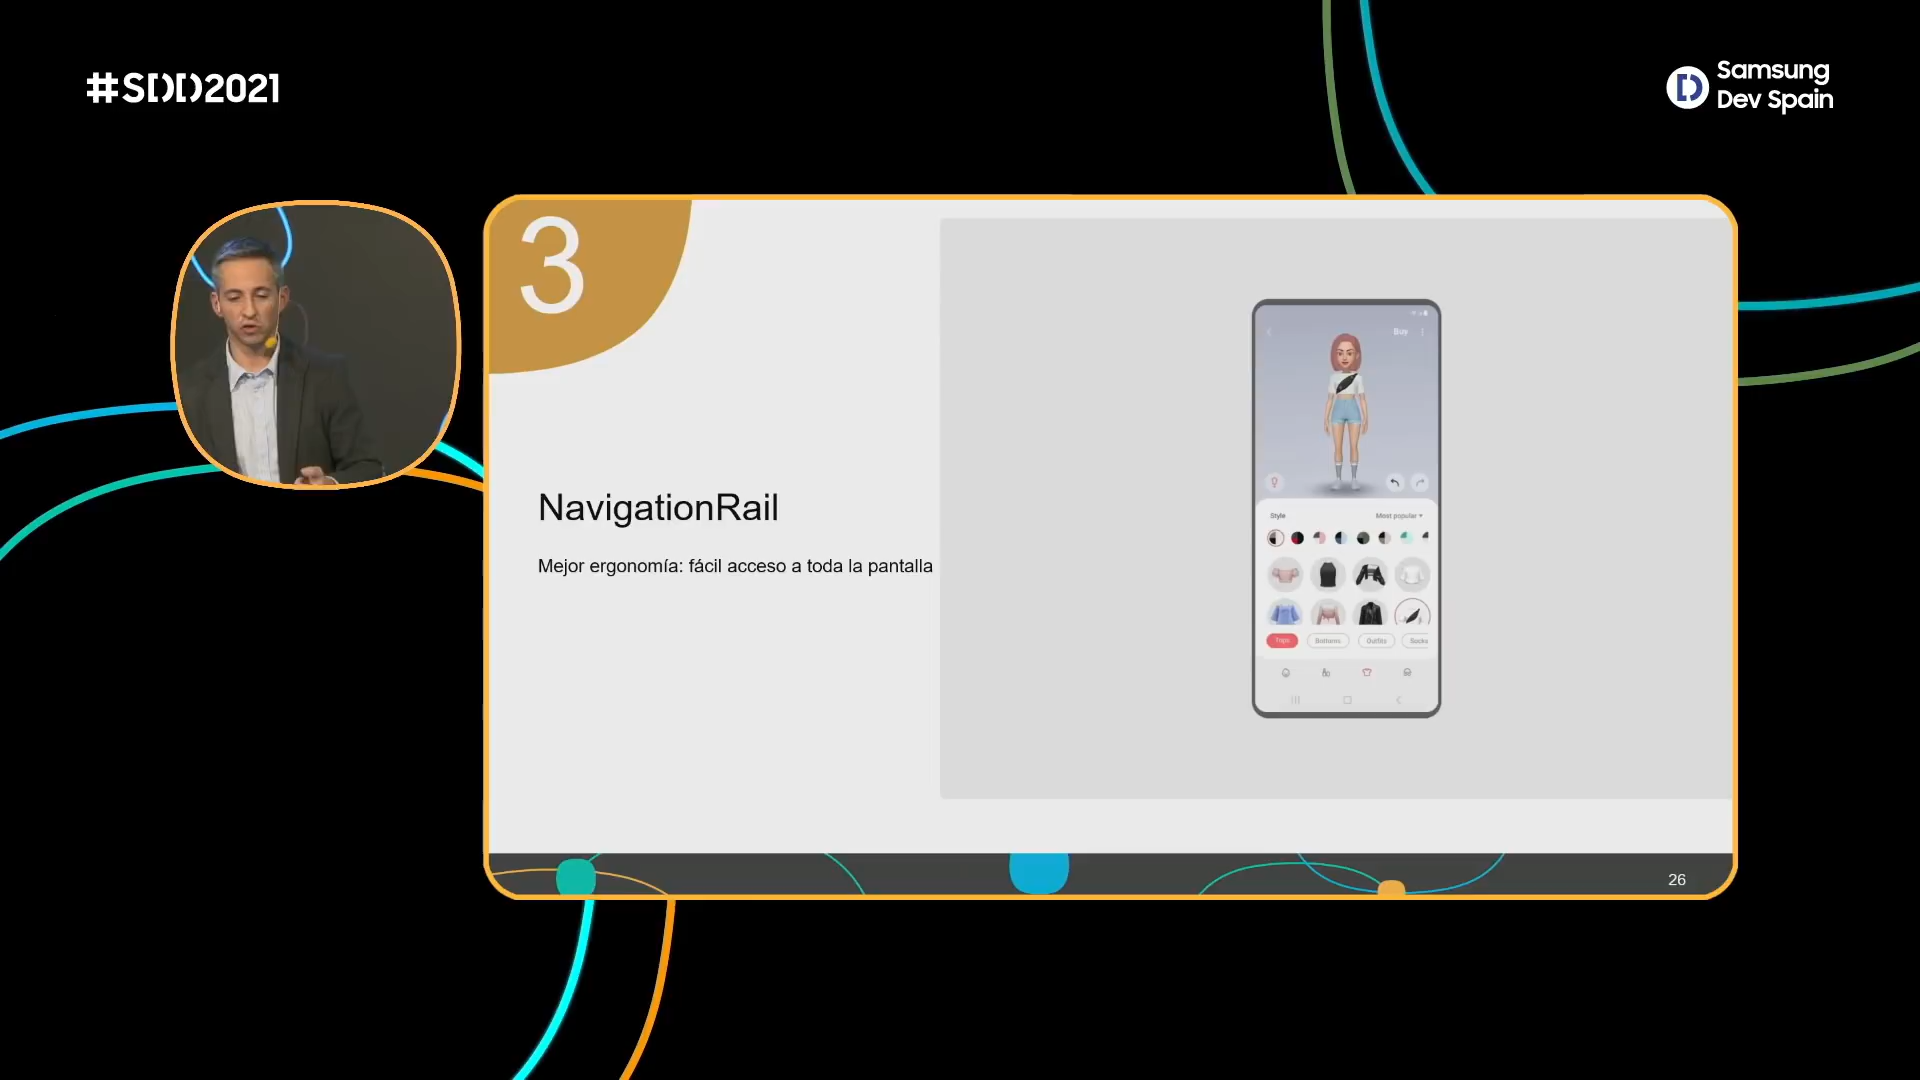 #SDD2021
Samsung
Dev Spain
3
NavigationRail
Mejor ergonomía: fácil acceso a toda la pantalla
Buy
Style
Most popular
Tops
Bottoms
Outfits
Socks
26